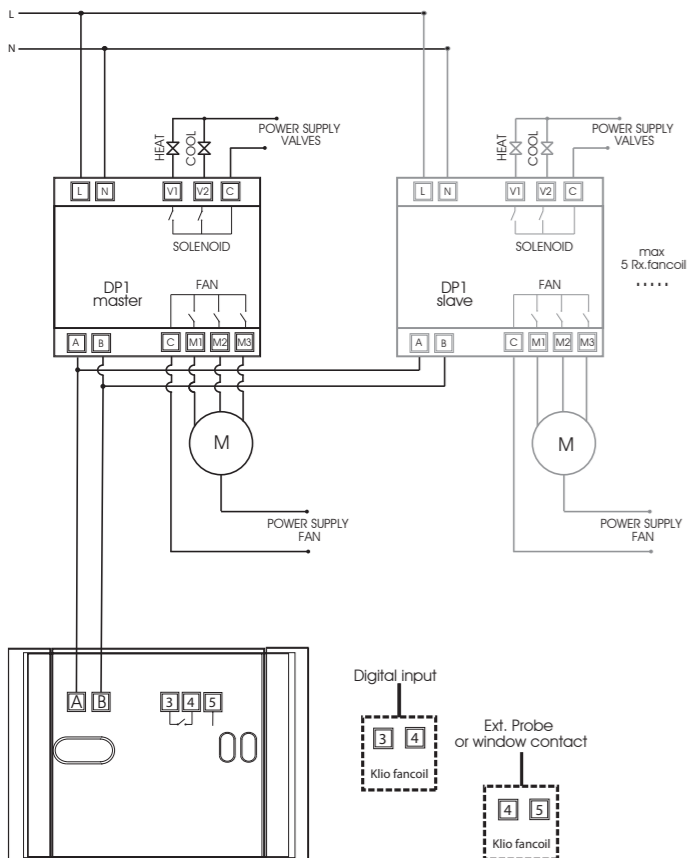 L
N
HEAT
COOL
POWER SUPPLY
VALVES
HEAT
COOL
POWER SUPPLY
VALVES
L N V1 V2 C
L N V1 V2 C
SOLENOID
SOLENOID
max
5 Rx.fancoil
.....
DP1
master
FAN
DP1
slave
FAN
A B C M1 M2 M3
A B C M1 M2 M3
M
M
POWER SUPPLY
FAN
POWER SUPPLY
FAN
A B 3 4 5
Digital input
3 4
Klio fancoil
Ext. Probe
or window contact
4 5
Klio fancoil